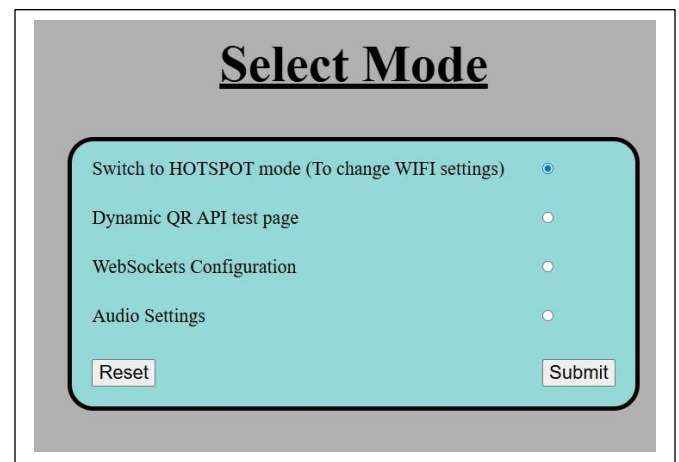 Select Mode
Switch to HOTSPOT mode (To change WIFI settings)
Dynamic QR API test page
WebSockets Configuration
Audio Settings
Reset Submit